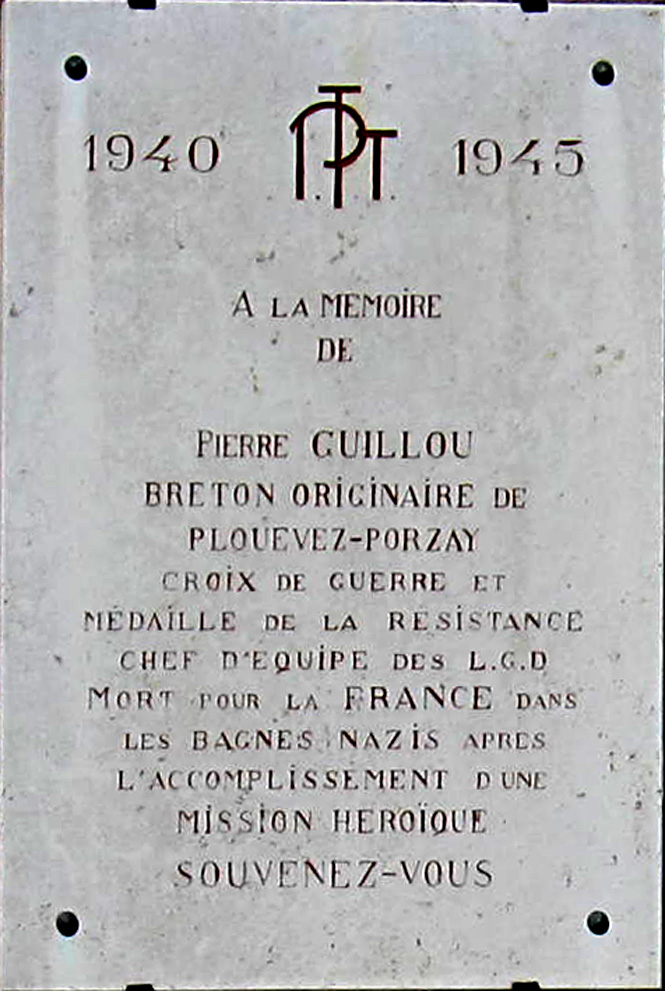 1940 PTT 1945
A LA MEMOIRE
DE
PIERRE GUILLOU
BRETON ORIGINAIRE DE
PLOUEVEZ-PORZAY
CROIX DE GUERRE ET
MÉDAILLE DE LA RESISTANCE
CHEF D'EQUIPE DES L.G.D
MORT POUR LA FRANCE DANS
LES BAGNES NAZIS APRES
L'ACCOMPLISSEMENT D'UNE
MISSION HEROÏQUE
SOUVENEZ-VOUS